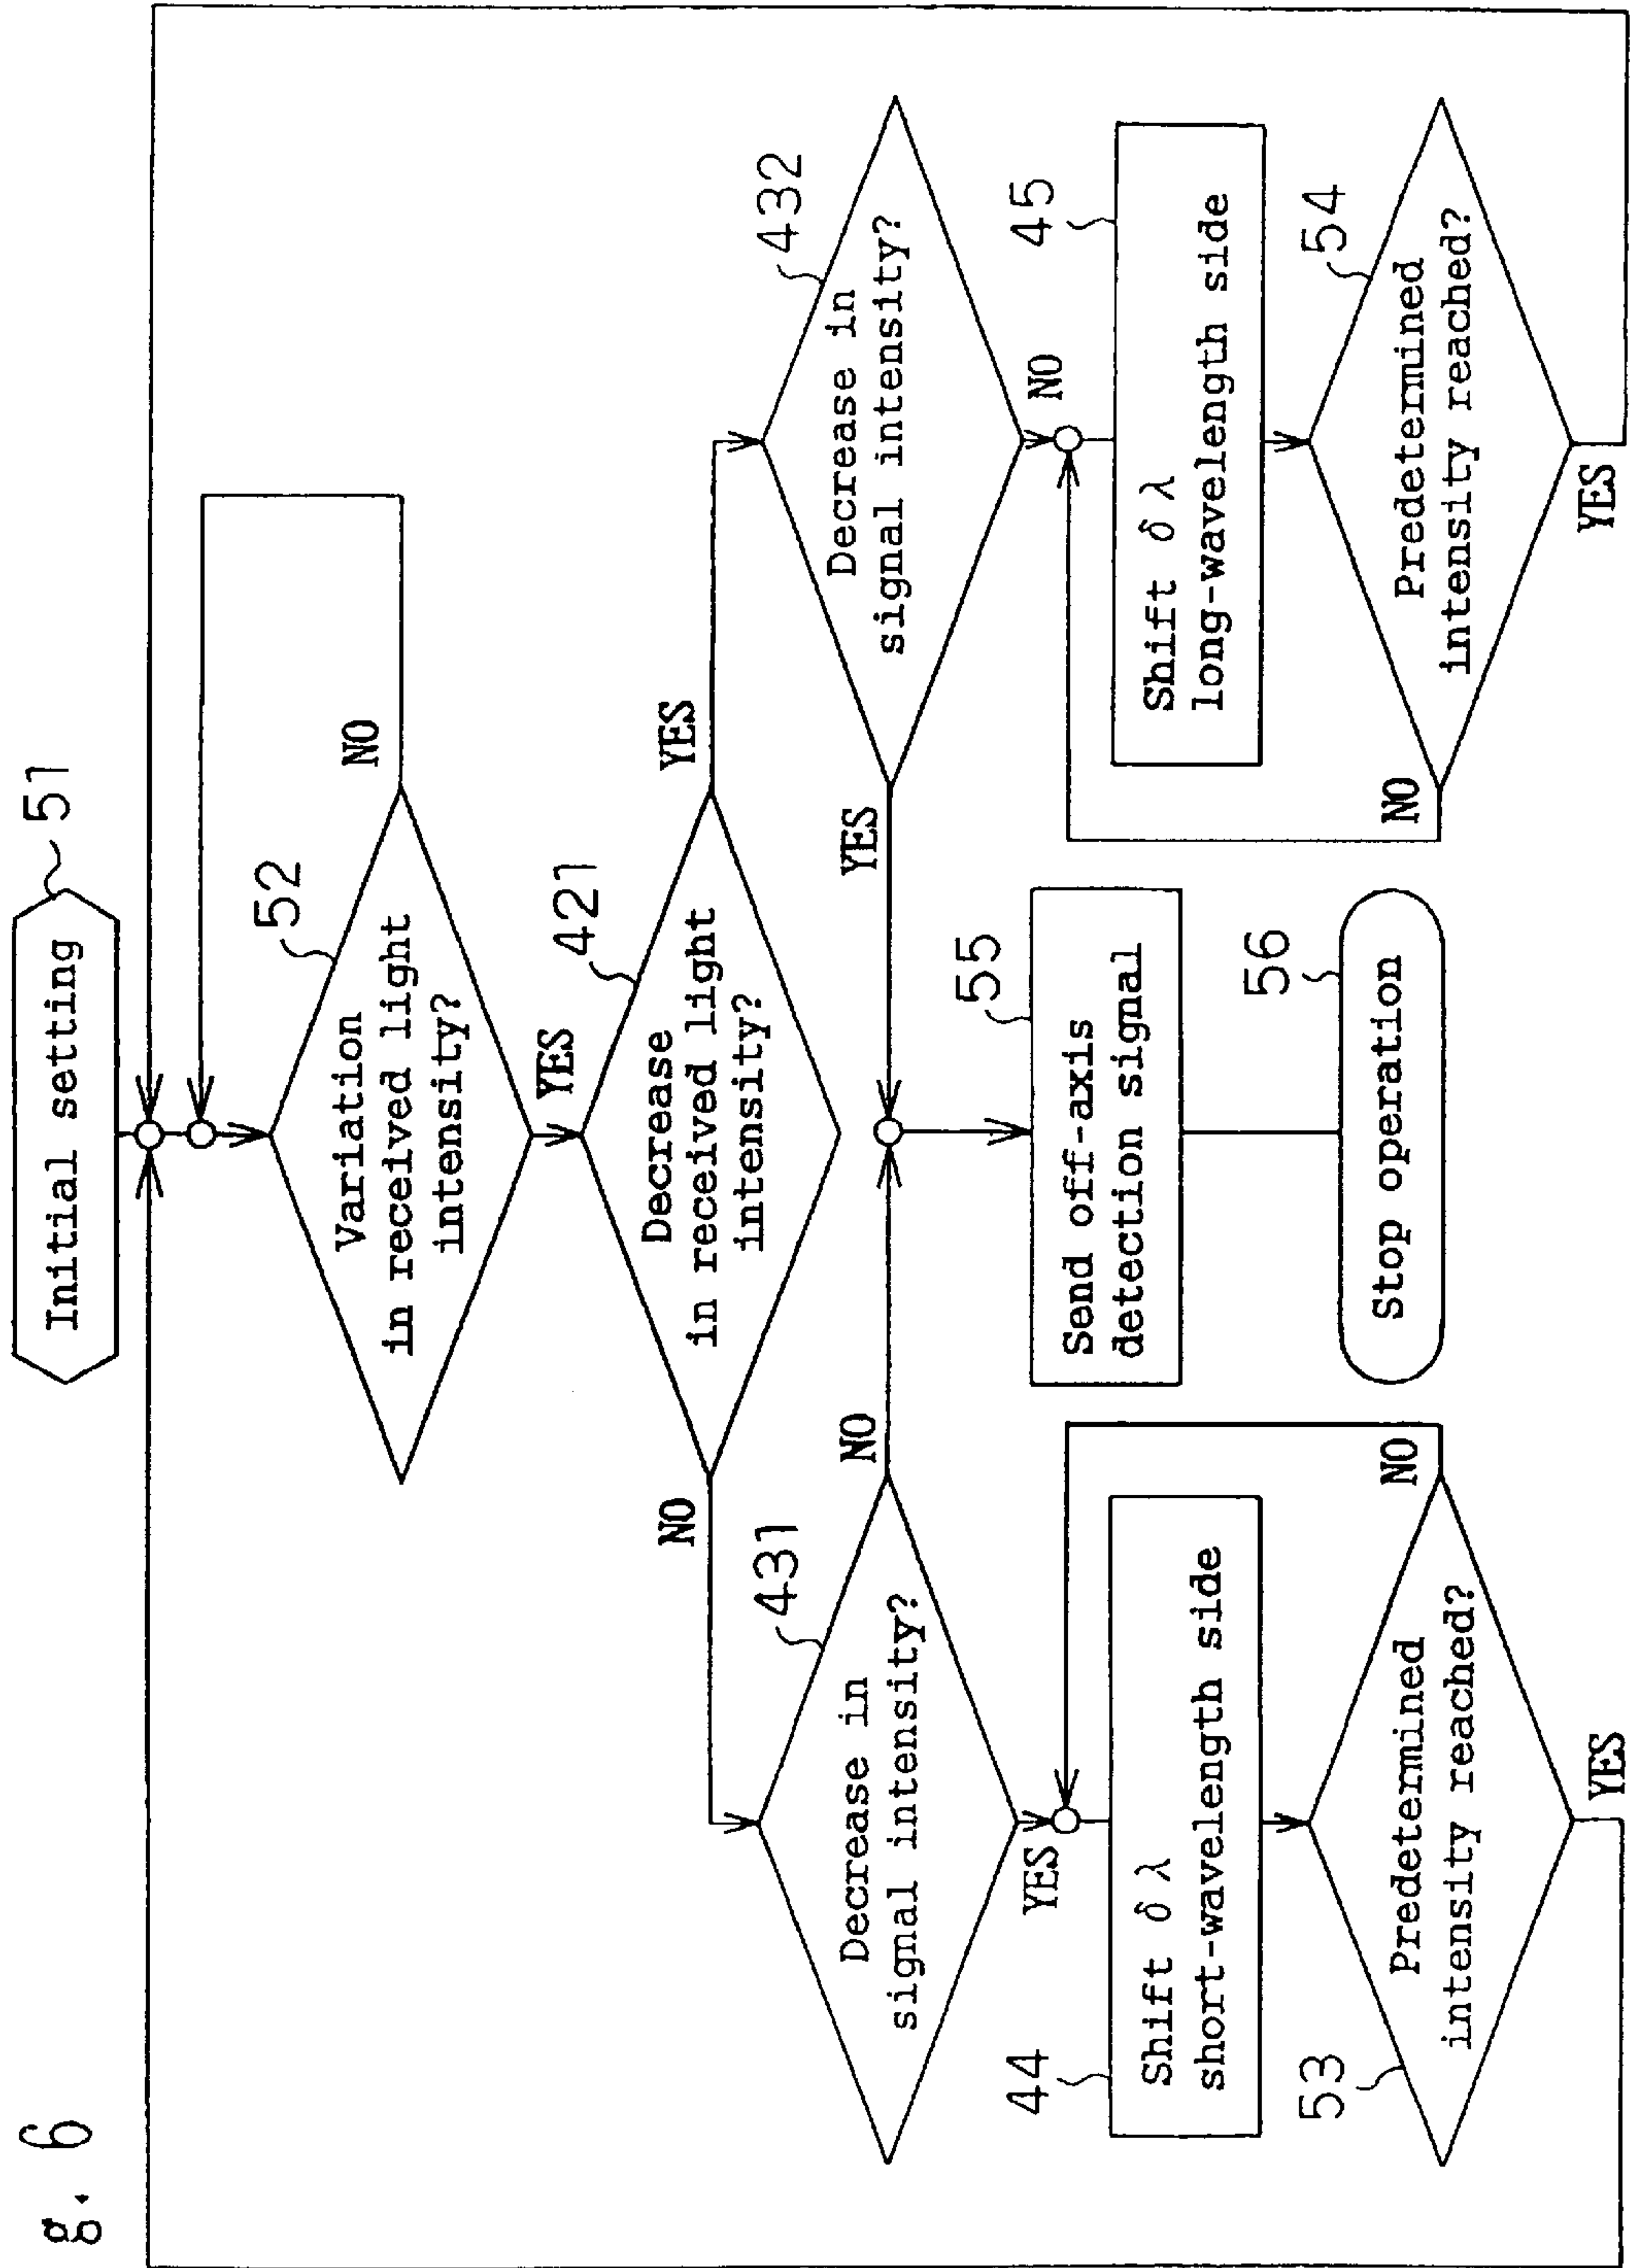 g. 6
Initial setting
51
Variation
in received light
intensity?
52
NO
YES
Decrease
in received light
intensity?
421
NO
YES
Decrease in
signal intensity?
431
NO
YES
Decrease in
signal intensity?
432
YES
NO
44
Shift δλ
short-wavelength side
Send off-axis
detection signal
55
Shift δλ
long-wavelength side
45
53
Predetermined
intensity reached?
NO
YES
Stop operation
56
Predetermined
intensity reached?
54
NO
YES